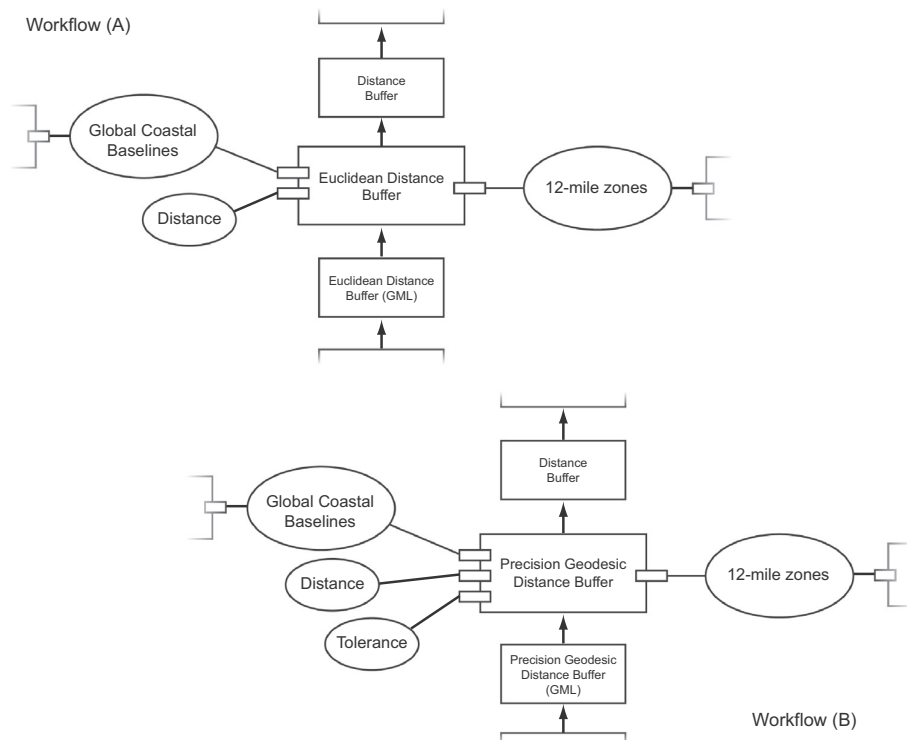 Workflow (A)
Distance
Buffer
Global Coastal
Baselines
Euclidean Distance
Buffer
12-mile zones
Distance
Euclidean Distance
Buffer (GML)
Distance
Buffer
Global Coastal
Baselines
Precision Geodesic
Distance Buffer
12-mile zones
Distance
Tolerance
Precision Geodesic
Distance Buffer
(GML)
Workflow (B)